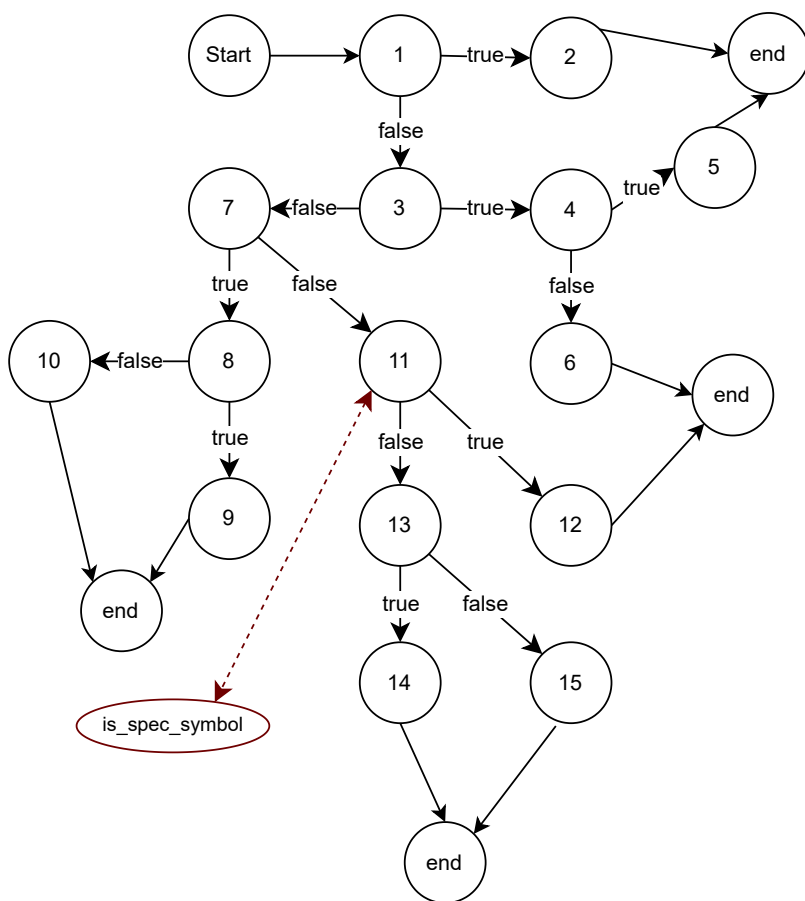 Start
1
true
2
end
false
5
7
false
3
true
4
true
true
false
false
10
false
8
11
6
end
true
false
true
9
13
12
end
true
false
14
15
is_spec_symbol
end